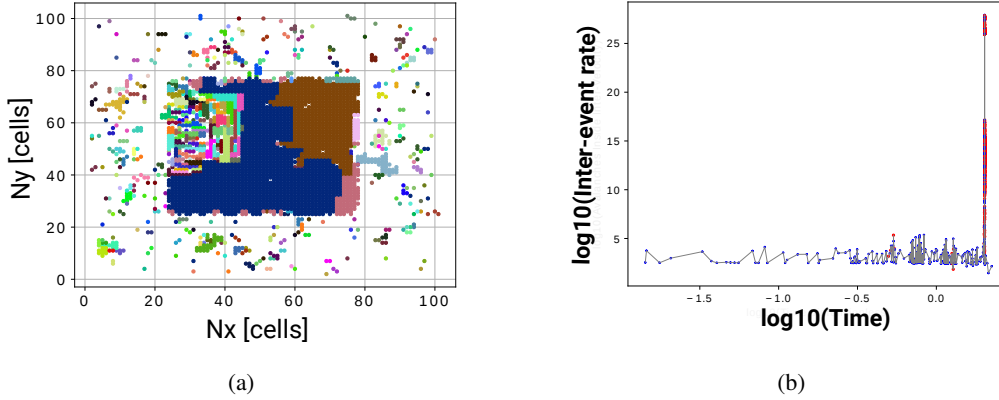 100
80
60
40
20
0
Ny [cells]
0 20 40 60 80 100
Nx [cells]
(a)
25
20
15
10
5
log10(Inter-event rate)
−1.5 −1.0 −0.5 0.0
log10(Time)
(b)